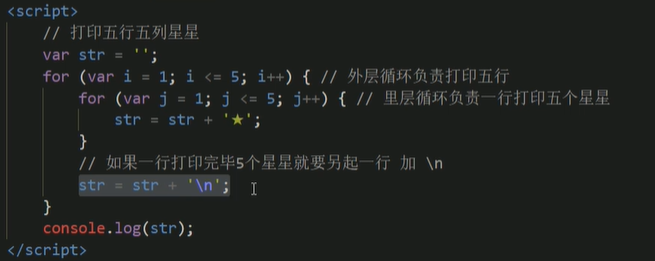 <script>
// 打印五行五列星星
var str = '';
for (var i = 1; i <= 5; i++) { // 外层循环负责打印五行
for (var j = 1; j <= 5; j++) { // 里层循环负责一行打印五个星星
str = str + '★';
}
// 如果一行打印完毕5个星星就要另起一行 加 \n
str = str + '\n';
}
console.log(str);
</script>